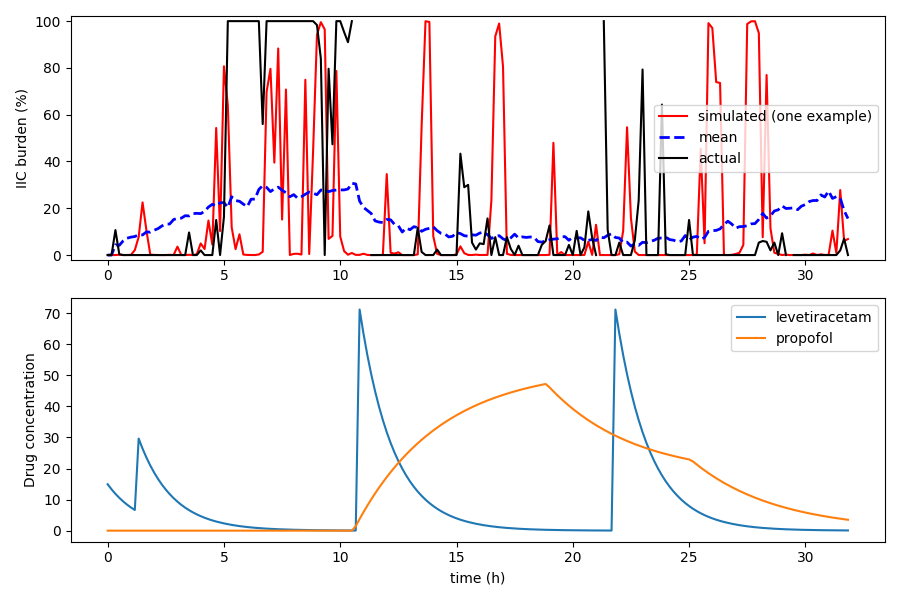 100
80
60
40
20
0
IIC burden (%)
simulated (one example)
mean
actual
0 5 10 15 20 25 30
70
60
50
40
30
20
10
0
Drug concentration
levetiracetam
propofol
0 5 10 15 20 25 30
time (h)